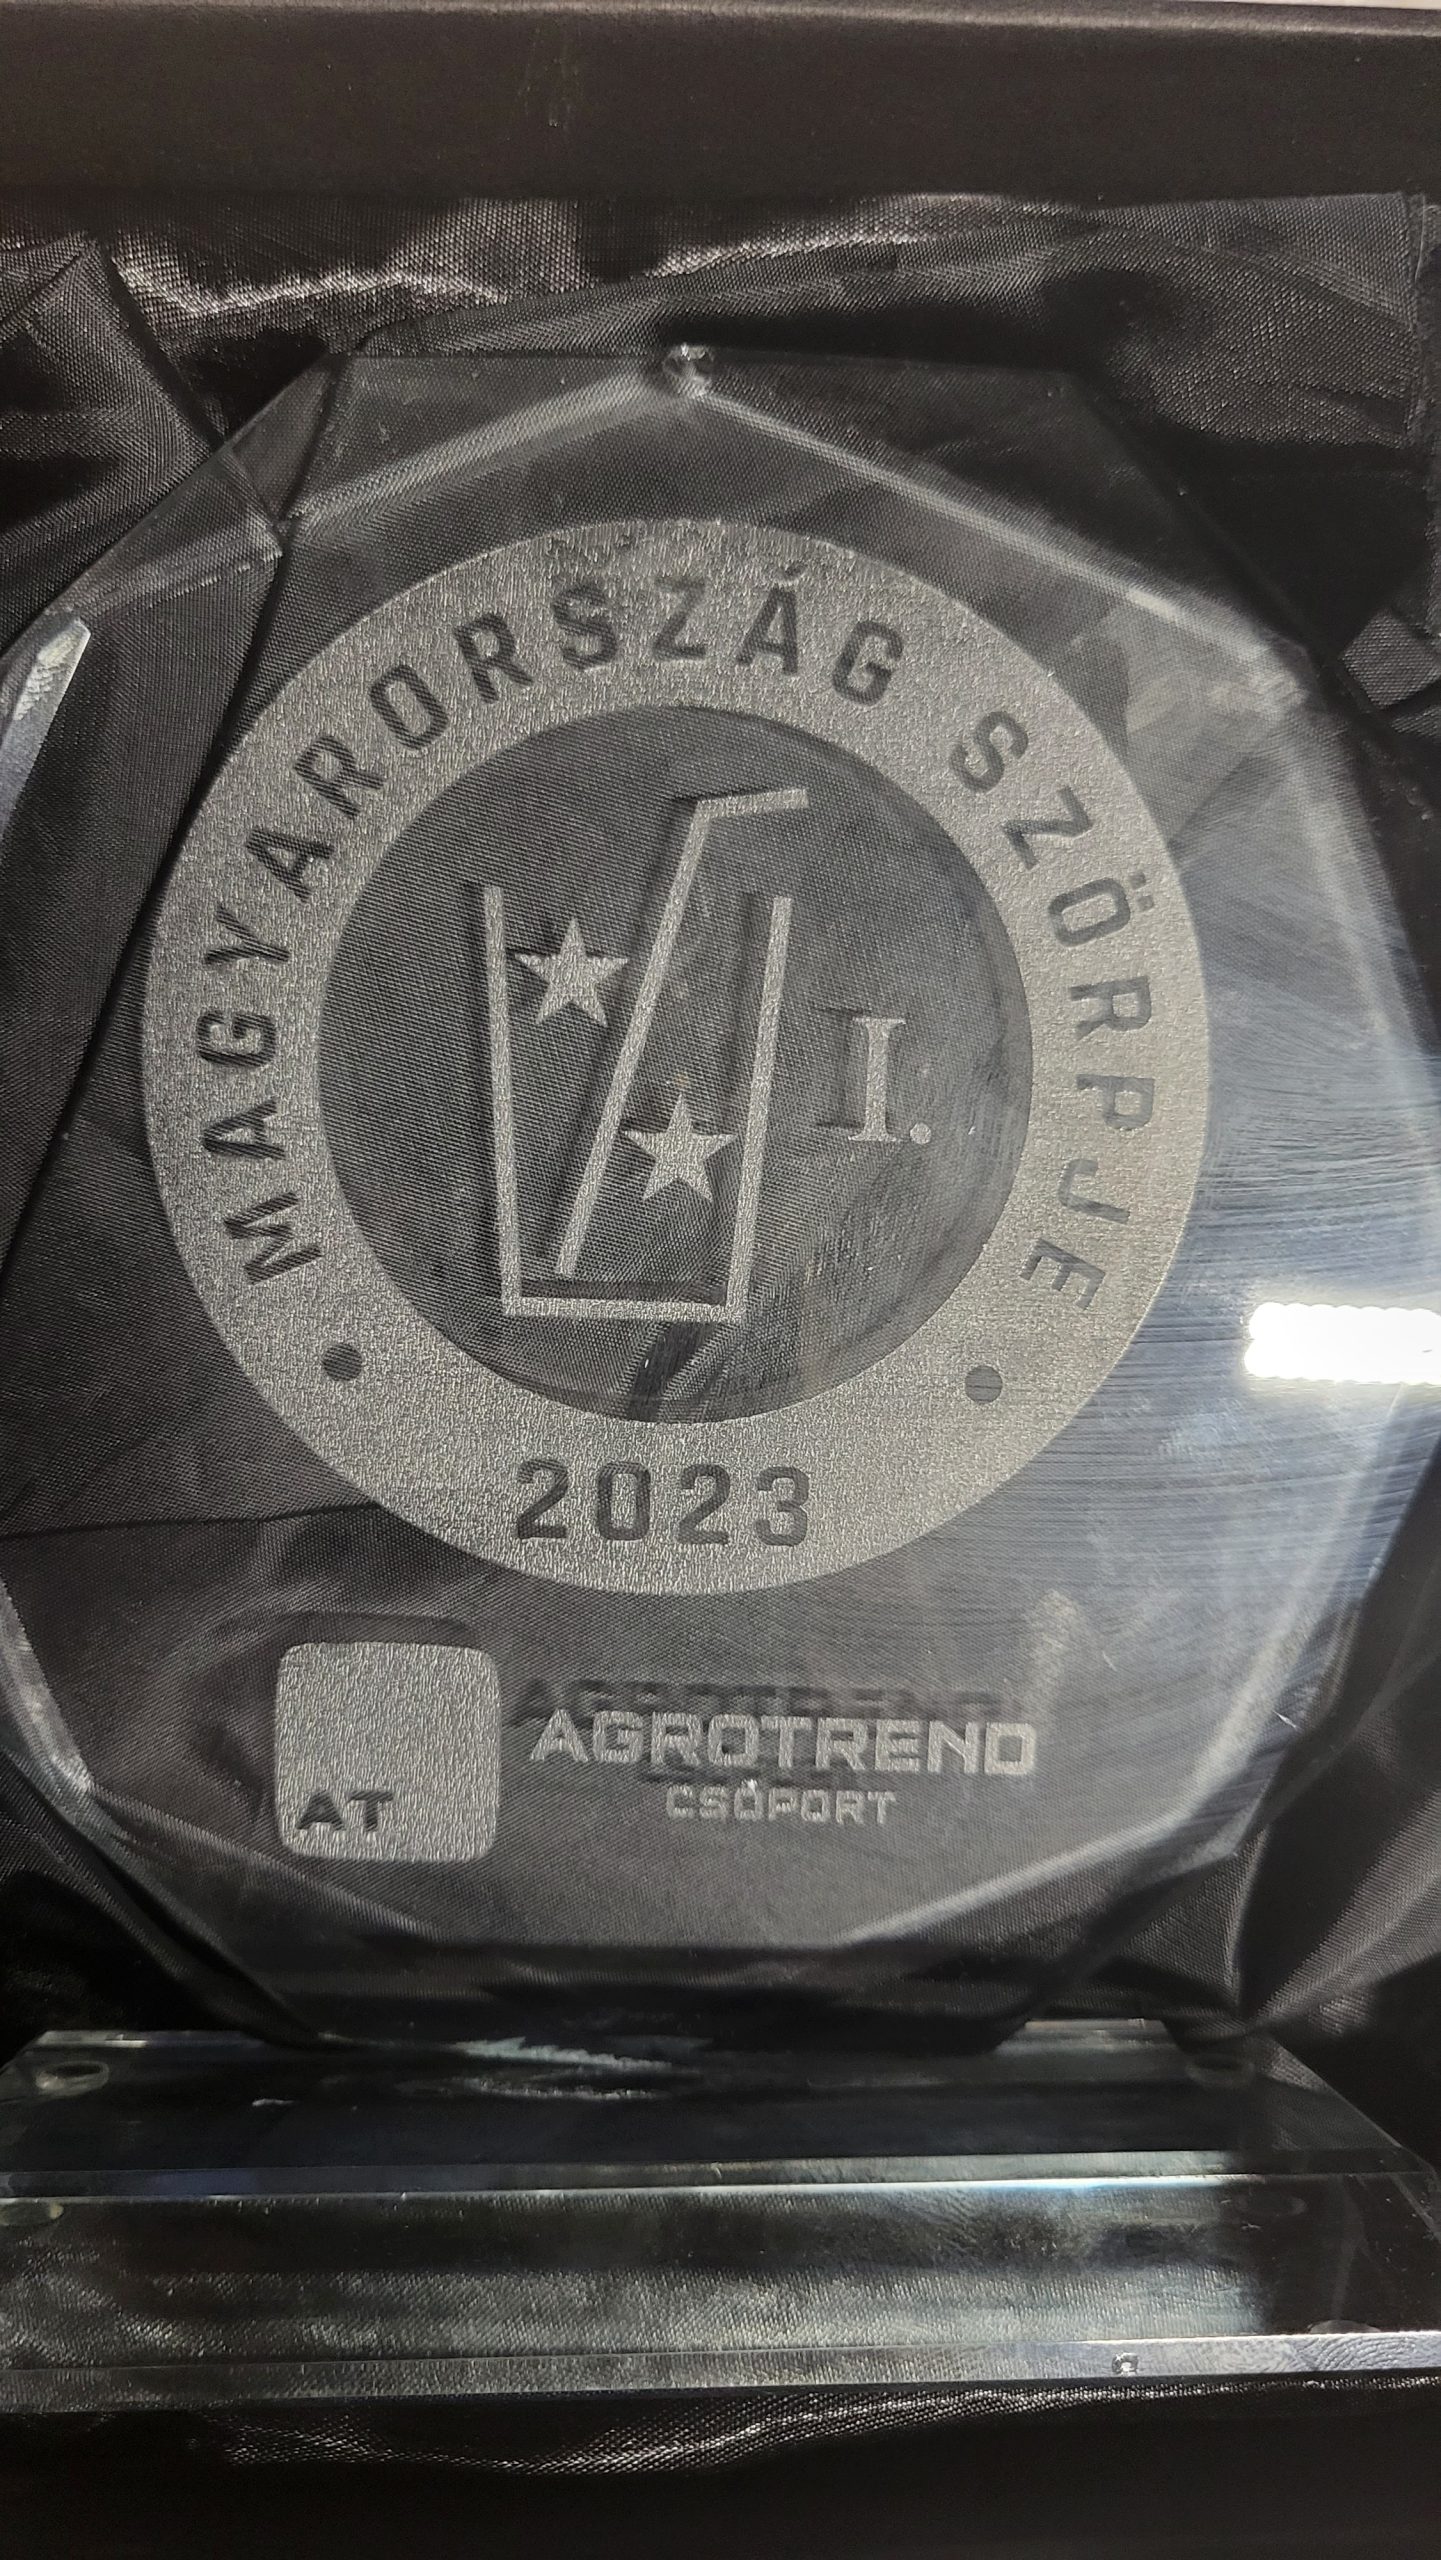 MAGYARORSZÁG SZÖRPJE
I.
2023
AT
AGROTREND
CSOPORT